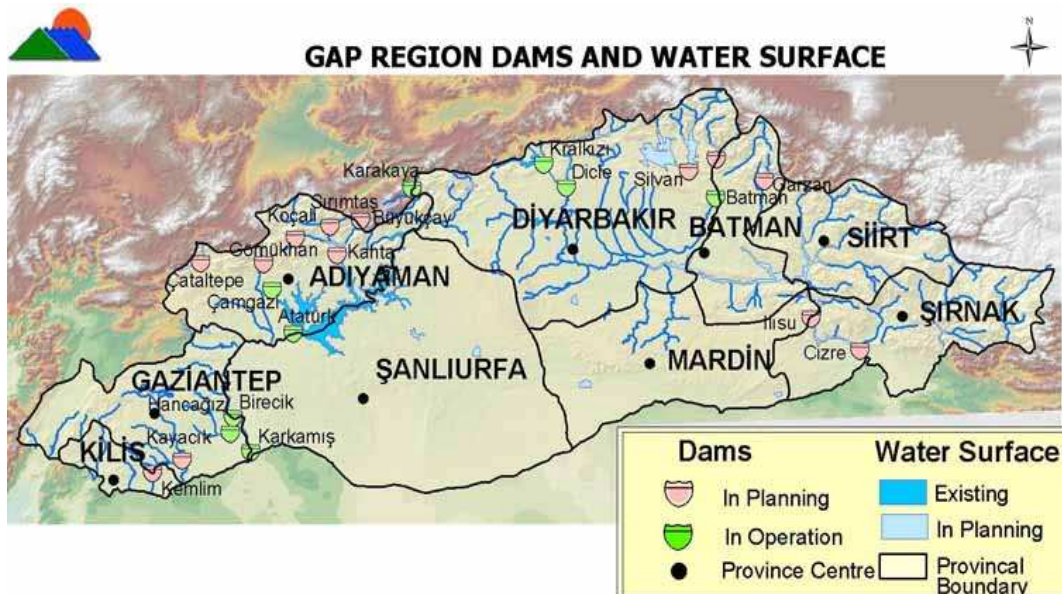 N
GAP REGION DAMS AND WATER SURFACE
Kralkızı
Karakaya
Dicle
Silvan
Garzan
Batman
Sırımtaş
Koçali
Büyükçay
DİYARBAKIR
BATMAN
SİİRT
Gömükhan
Kahta
Çataltepe
ADIYAMAN
Çamgazi
Atatürk
Ilısu
ŞIRNAK
Cizre
MARDİN
ŞANLIURFA
GAZİANTEP
Hancağız
Birecik
Kayacık
Karkamış
KİLİS
Kemlim
Dams
Water Surface
In Planning
Existing
In Operation
In Planning
Province Centre
Provincal
Boundary